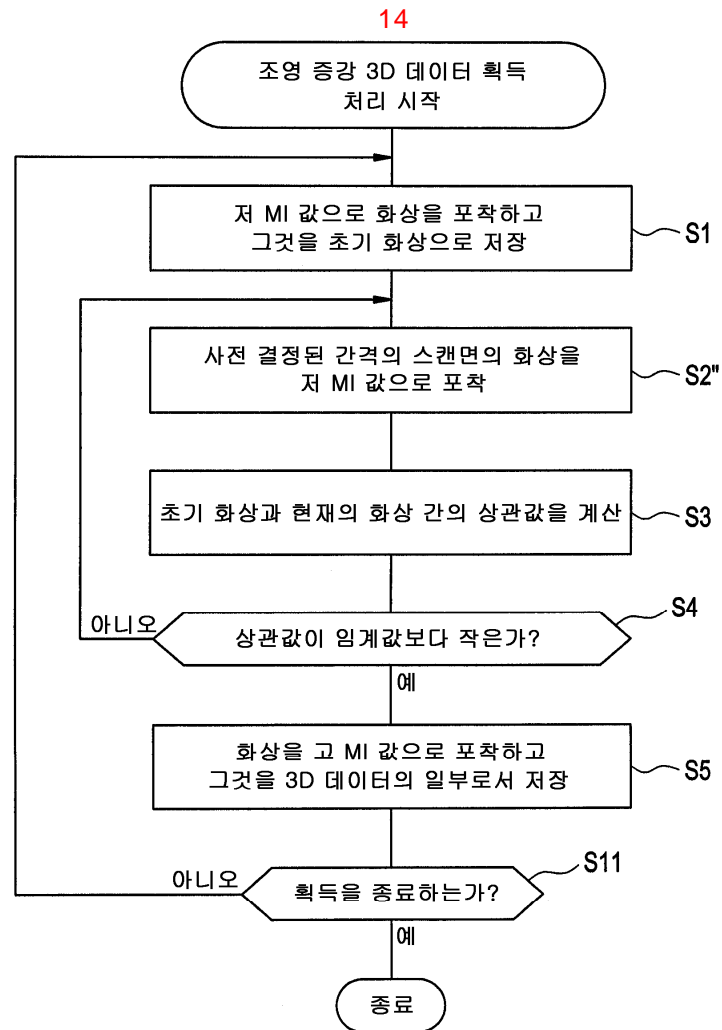 14
조영 증강 3D 데이터 획득
처리 시작
저 MI 값으로 화상을 포착하고
그것을 초기 화상으로 저장
S1
사전 결정된 간격의 스캔면의 화상을
저 MI 값으로 포착
S2"
초기 화상과 현재의 화상 간의 상관값을 계산
S3
S4
아니오
상관값이 임계값보다 작은가?
예
화상을 고 MI 값으로 포착하고
그것을 3D 데이터의 일부로서 저장
S5
S11
아니오
획득을 종료하는가?
예
종료